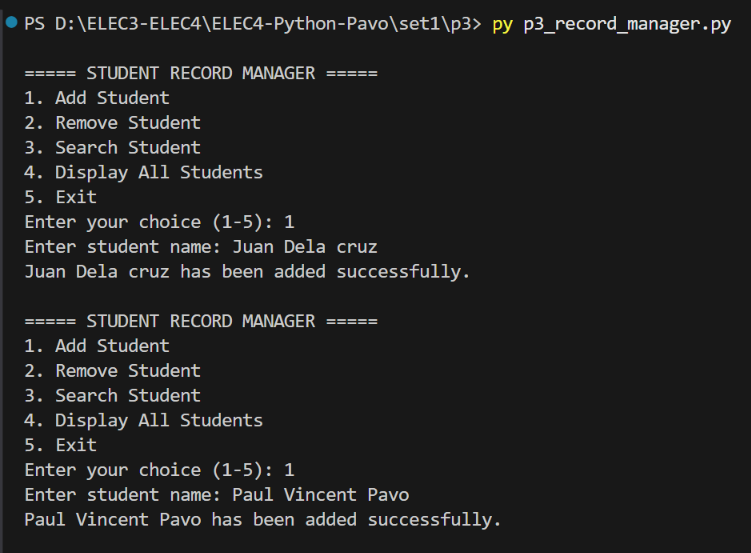 PS D:\ELEC3-ELEC4\ELEC4-Python-Pavo\set1\p3> py p3_record_manager.py
===== STUDENT RECORD MANAGER =====
1. Add Student
2. Remove Student
3. Search Student
4. Display All Students
5. Exit
Enter your choice (1-5): 1
Enter student name: Juan Dela cruz
Juan Dela cruz has been added successfully.
===== STUDENT RECORD MANAGER =====
1. Add Student
2. Remove Student
3. Search Student
4. Display All Students
5. Exit
Enter your choice (1-5): 1
Enter student name: Paul Vincent Pavo
Paul Vincent Pavo has been added successfully.